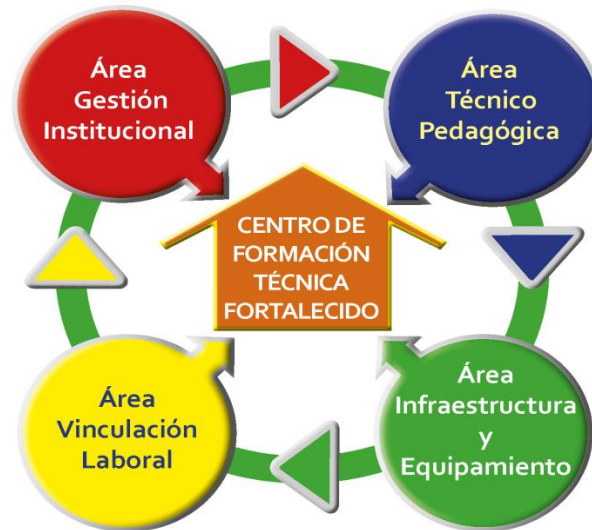 Área
Gestión
Institucional
Área
Técnico
Pedagógica
CENTRO DE
FORMACIÓN
TÉCNICA
FORTALECIDO
Área
Vinculación
Laboral
Área
Infraestructura
y
Equipamiento